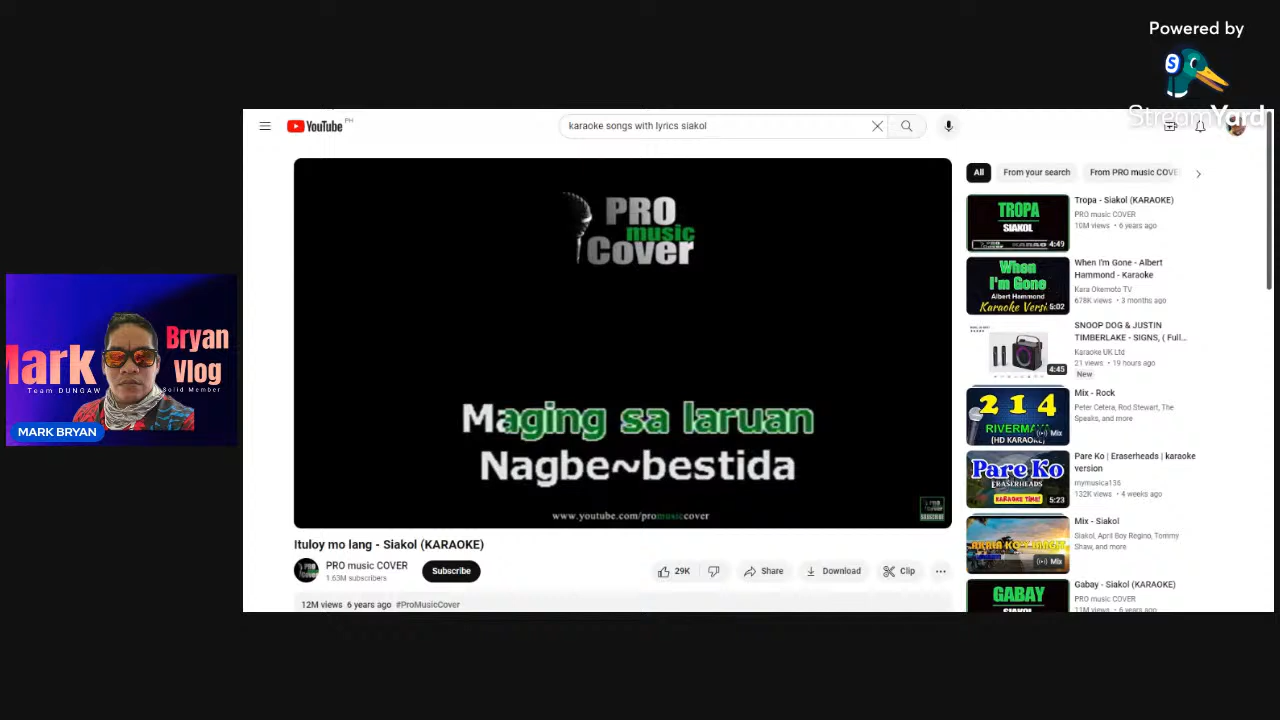 Powered by
StreamYard
YouTube PH
karaoke songs with lyrics siakol
PRO
music
Cover
Maging sa laruan
Nagbe~bestida
www.youtube.com/promusiccover
Ituloy mo lang - Siakol (KARAOKE)
PRO music COVER
1.63M subscribers
Subscribe
29K
Share
Download
Clip
12M views 6 years ago #ProMusicCover
All
From your search
From PRO music COVE
TROPA
SIAKOL
4:49
Tropa - Siakol (KARAOKE)
PRO music COVER
10M views • 6 years ago
When
I'm Gone
Albert Hammond
Karaoke Versi
5:02
When I'm Gone - Albert
Hammond - Karaoke
Kara Okemoto TV
678K views • 3 months ago
4:45
SNOOP DOG & JUSTIN
TIMBERLAKE - SIGNS, ( Full...
Karaoke UK Ltd
21 views • 19 hours ago
New
2 1 4
RIVERMAYA
(HD KARAOKE)
Mix
Mix - Rock
Peter Cetera, Rod Stewart, The
Speaks, and more
Pare Ko
ERASERHEADS
KARAOKE TIME!
5:23
Pare Ko | Eraserheads | karaoke
version
mymusica136
132K views • 4 weeks ago
Mix
Mix - Siakol
Siakol, April Boy Regino, Tommy
Shaw, and more
GABAY
SIAKOL
Gabay - Siakol (KARAOKE)
PRO music COVER
11M views • 6 years ago
Mark
Bryan
Vlog
Team DUNGAW
Solid Member
MARK BRYAN